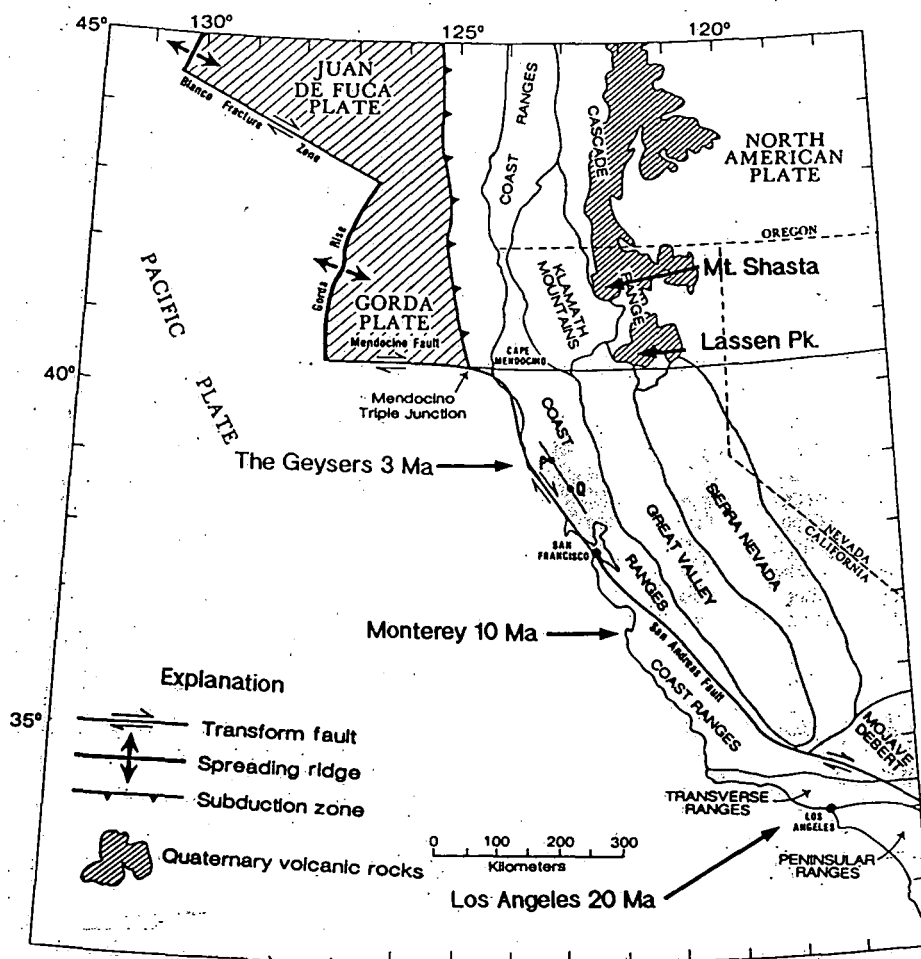 45°
130°
125°
120°
JUAN
DE FUCA
PLATE
Blanco Fracture Zone
COAST RANGES
CASCADE
RANGE
NORTH
AMERICAN
PLATE
OREGON
PACIFIC PLATE
Gorda Rise
KLAMATH
MOUNTAINS
Mt. Shasta
GORDA
PLATE
Mendocine Fault
CAPE
MENDOCINO
Lassen Pk.
40°
Mendocino
Triple Junction
COAST RANGES
The Geysers 3 Ma
Q
GREAT VALLEY
SIERRA NEVADA
NEVADA
CALIFORNIA
SAN
FRANCISCO
Monterey 10 Ma
San Andreas Fault
COAST RANGES
35°
MOJAVE
DEBERT
Explanation
Transform fault
Spreading ridge
Subduction zone
Quaternary volcanic rocks
TRANSVERSE
RANGES
LOS
ANGELES
PENINSULAR
RANGES
0 100 200 300
Kilometers
Los Angeles 20 Ma